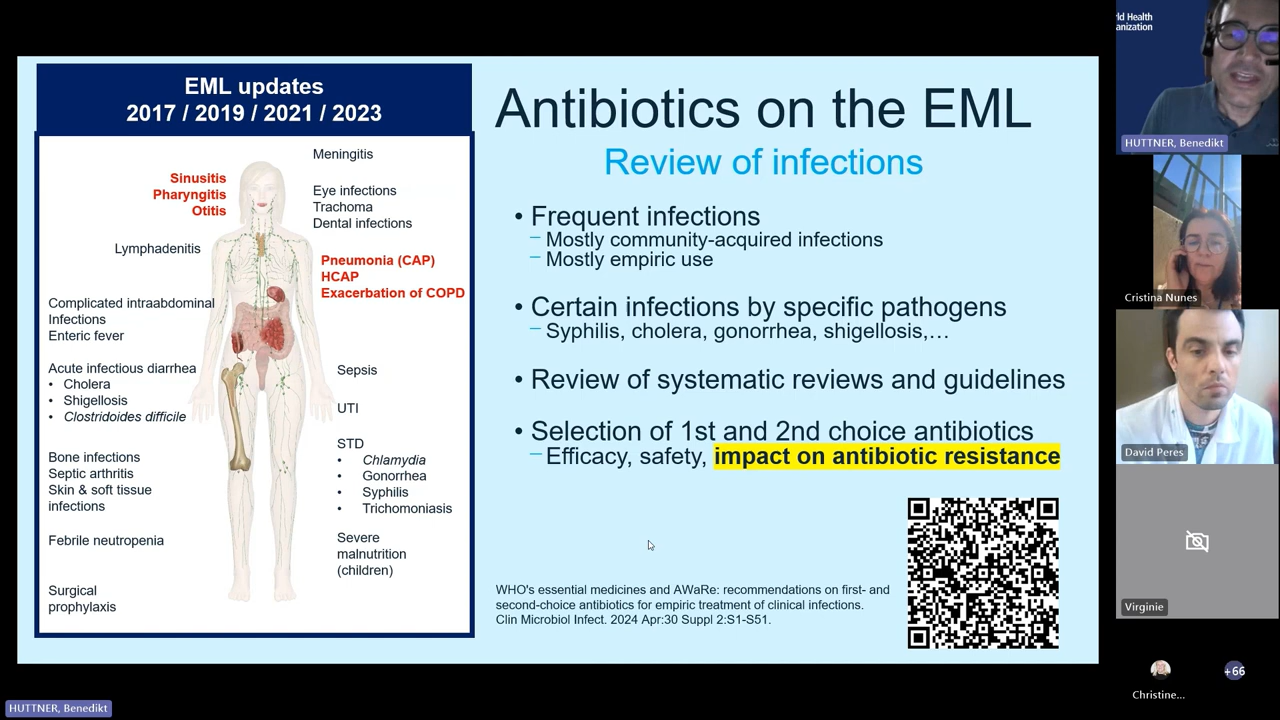 EML updates
2017 / 2019 / 2021 / 2023
Sinusitis
Pharyngitis
Otitis
Lymphadenitis
Complicated intraabdominal
Infections
Enteric fever
Acute infectious diarrhea
• Cholera
• Shigellosis
• Clostridoides difficile
Bone infections
Septic arthritis
Skin & soft tissue
infections
Febrile neutropenia
Surgical
prophylaxis
Meningitis
Eye infections
Trachoma
Dental infections
Pneumonia (CAP)
HCAP
Exacerbation of COPD
Sepsis
UTI
STD
• Chlamydia
• Gonorrhea
• Syphilis
• Trichomoniasis
Severe
malnutrition
(children)
Antibiotics on the EML
Review of infections
• Frequent infections
– Mostly community-acquired infections
– Mostly empiric use
• Certain infections by specific pathogens
– Syphilis, cholera, gonorrhea, shigellosis,…
• Review of systematic reviews and guidelines
• Selection of 1st and 2nd choice antibiotics
– Efficacy, safety, impact on antibiotic resistance
WHO's essential medicines and AWaRe: recommendations on first- and
second-choice antibiotics for empiric treatment of clinical infections.
Clin Microbiol Infect. 2024 Apr:30 Suppl 2:S1-S51.
ld Health
anization
HUTTNER, Benedikt
Cristina Nunes
David Peres
Virginie
Christine...
+66
HUTTNER, Benedikt